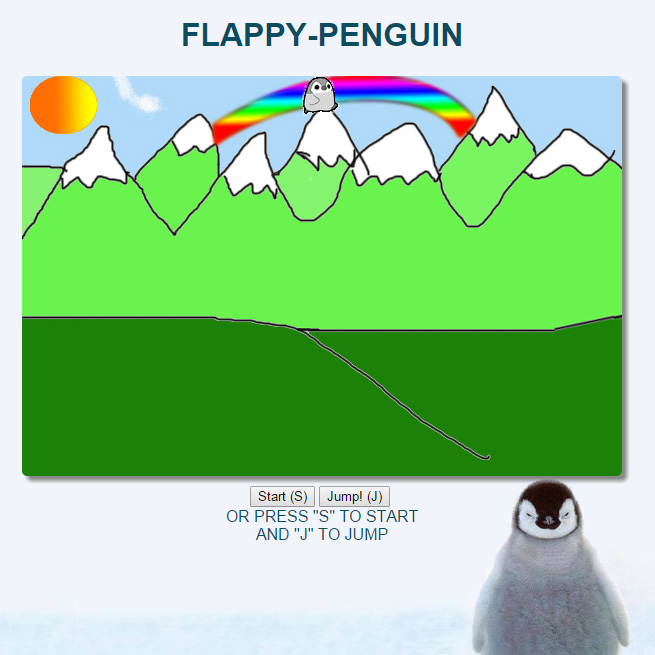 FLAPPY-PENGUIN
Start (S) Jump! (J)
OR PRESS "S" TO START
AND "J" TO JUMP